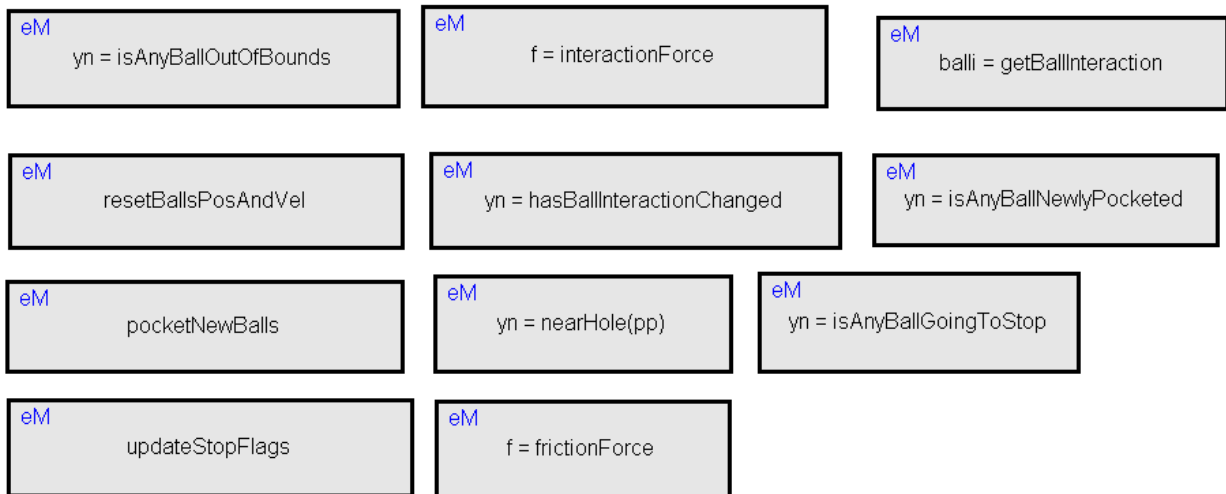 eM
yn = isAnyBallOutOfBounds
eM
f = interactionForce
eM
balli = getBallInteraction
eM
resetBallsPosAndVel
eM
yn = hasBallInteractionChanged
eM
yn = isAnyBallNewlyPocketed
eM
pocketNewBalls
eM
yn = nearHole(pp)
eM
yn = isAnyBallGoingToStop
eM
updateStopFlags
eM
f = frictionForce